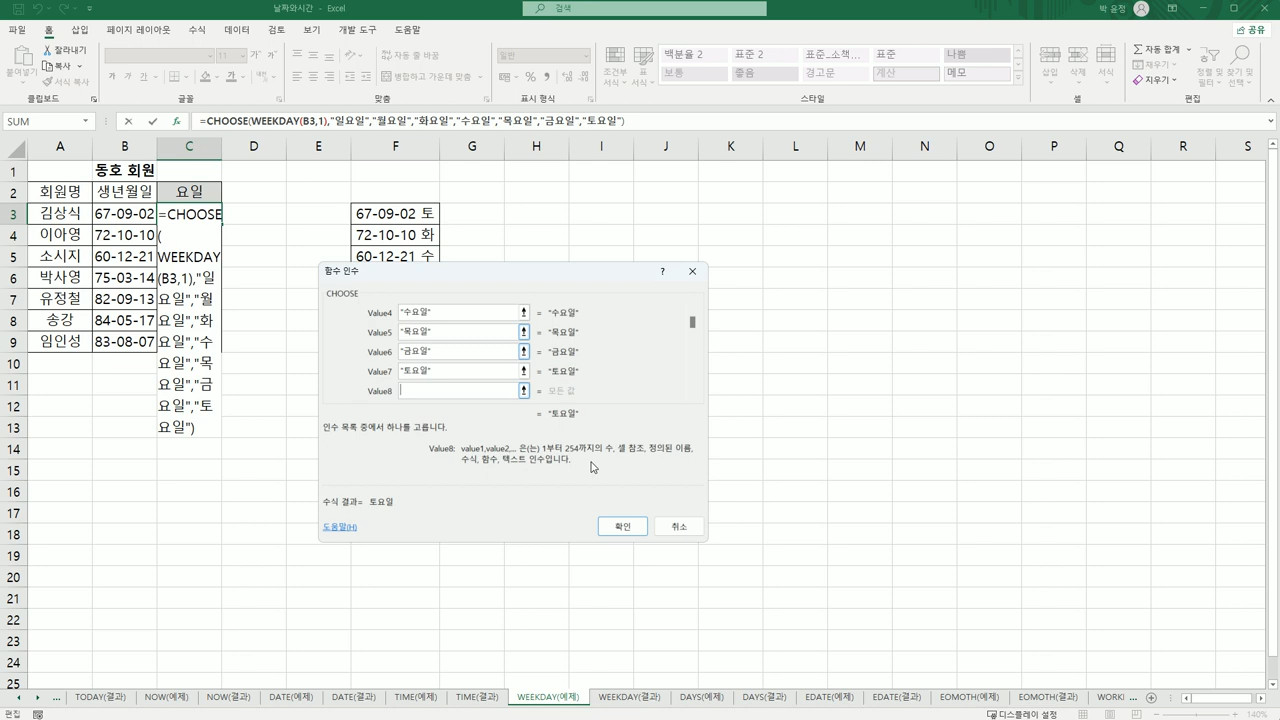 날짜와시간 - Excel
검색
박 윤정
파일 홈 삽입 페이지 레이아웃 수식 데이터 검토 보기 개발 도구 도움말
공유
붙여넣기
잘라내기
복사
서식 복사
클립보드
11
가 가 가
글꼴
자동 줄 바꿈
병합하고 가운데 맞춤
맞춤
일반
표시 형식
조건부 서식
표 서식
백분율 2 표준 2 표준_소책... 표준 나쁨
보통 좋음 경고문 계산 메모
스타일
삽입 삭제 서식
셀
자동 합계
채우기
지우기
정렬 및 필터
찾기 및 선택
편집
SUM
=CHOOSE(WEEKDAY(B3,1),"일요일","월요일","화요일","수요일","목요일","금요일","토요일")
A B C D E F G H I J K L M N O P Q R S
1 동호 회원
2 회원명 생년월일 요일
3 김상식 67-09-02 =CHOOSE 67-09-02 토
4 이아영 72-10-10 ( 72-10-10 화
5 소시지 60-12-21 WEEKDAY 60-12-21 수
6 박사영 75-03-14 (B3,1),"일
7 유정철 82-09-13 요일","월
8 송강 84-05-17 요일","화
9 임인성 83-08-07 요일","수
10 요일","목
11 요일","금
12 요일","토
13 요일")
14
15
16
17
18
19
20
21
22
23
24
25
함수 인수
?
CHOOSE
Value4 "수요일" = "수요일"
Value5 "목요일" = "목요일"
Value6 "금요일" = "금요일"
Value7 "토요일" = "토요일"
Value8 = 모든 값
= "토요일"
인수 목록 중에서 하나를 고릅니다.
Value8: value1,value2,... 은(는) 1부터 254까지의 수, 셀 참조, 정의된 이름,
수식, 함수, 텍스트 인수입니다.
수식 결과= 토요일
도움말(H)
확인
취소
... TODAY(결과) NOW(예제) NOW(결과) DATE(예제) DATE(결과) TIME(예제) TIME(결과) WEEKDAY(예제) WEEKDAY(결과) DAYS(예제) DAYS(결과) EDATE(예제) EDATE(결과) EOMOTH(예제) EOMOTH(결과) WORKI ...
편집
디스플레이 설정
140%